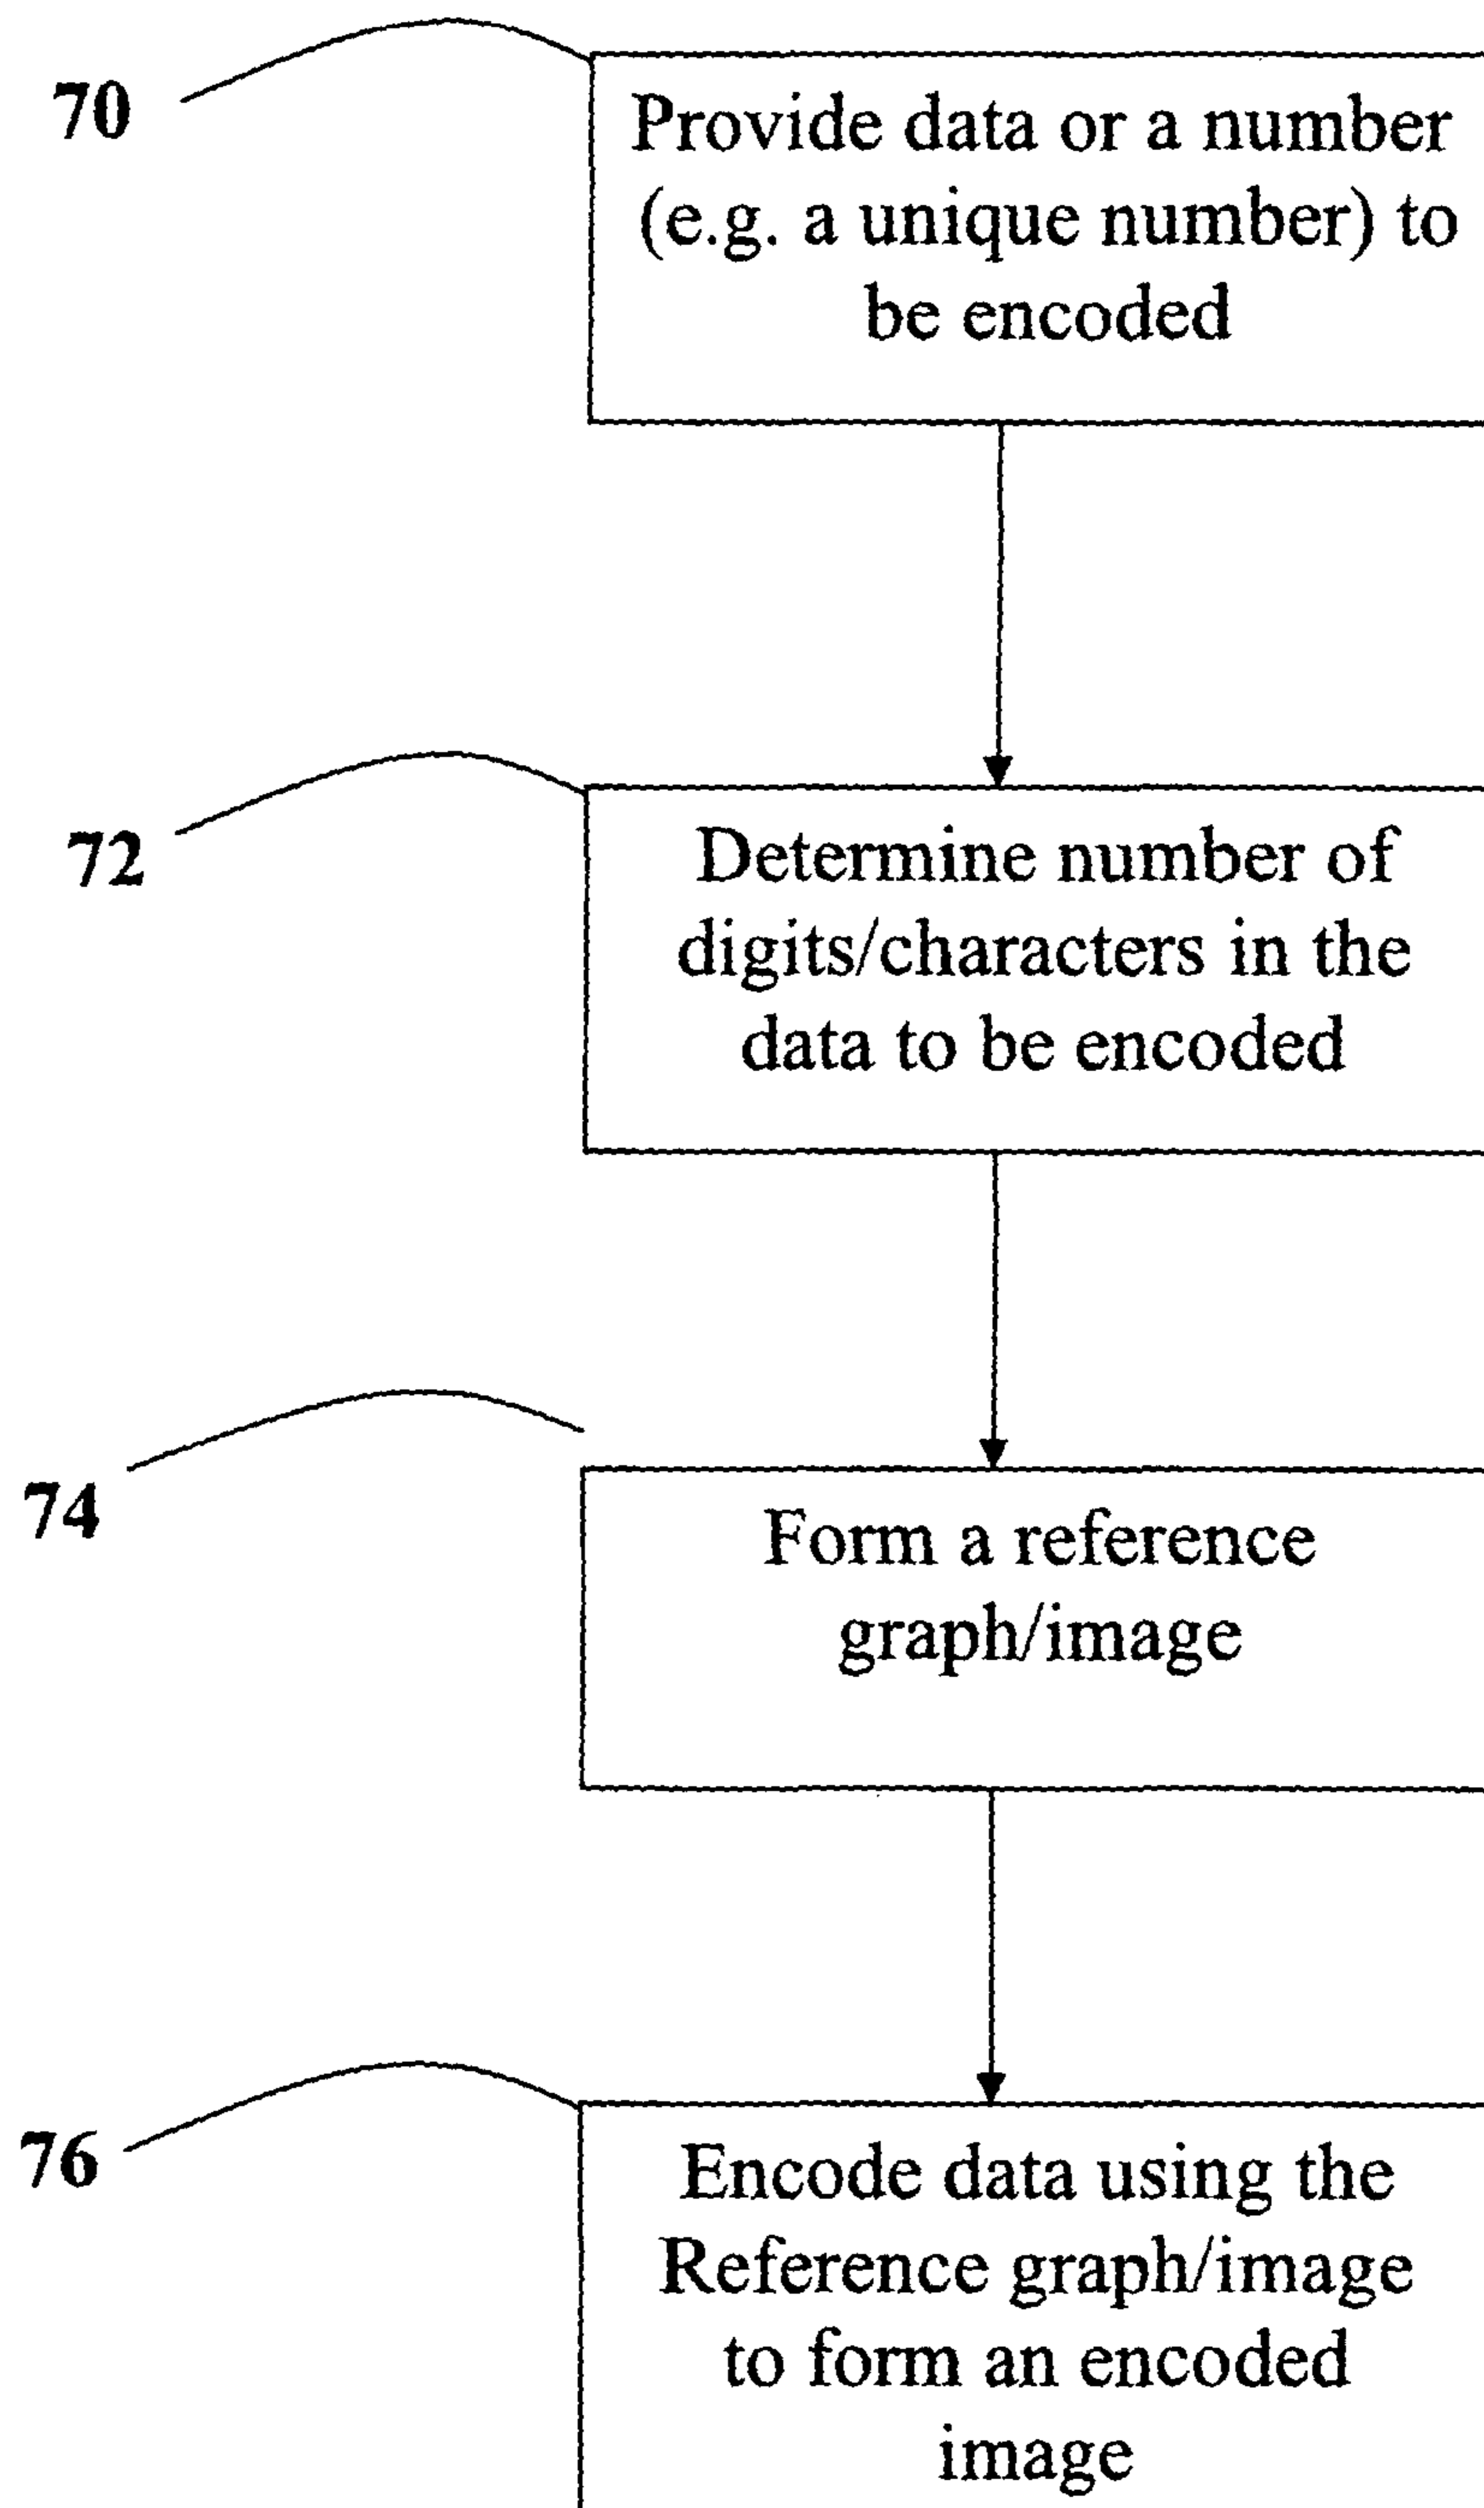 70
Provide data or a number
(e.g. a unique number) to
be encoded
72
Determine number of
digits/characters in the
data to be encoded
74
Form a reference
graph/image
76
Encode data using the
Reference graph/image
to form an encoded
image